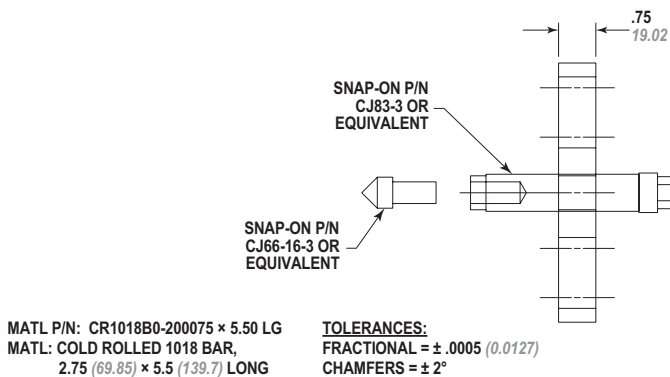 .75
19.02
SNAP-ON P/N
CJ83-3 OR
EQUIVALENT
SNAP-ON P/N
CJ66-16-3 OR
EQUIVALENT
MATL P/N: CR1018B0-200075 × 5.50 LG
MATL: COLD ROLLED 1018 BAR,
2.75 (69.85) × 5.5 (139.7) LONG
TOLERANCES:
FRACTIONAL = ± .0005 (0.0127)
CHAMFERS = ± 2°